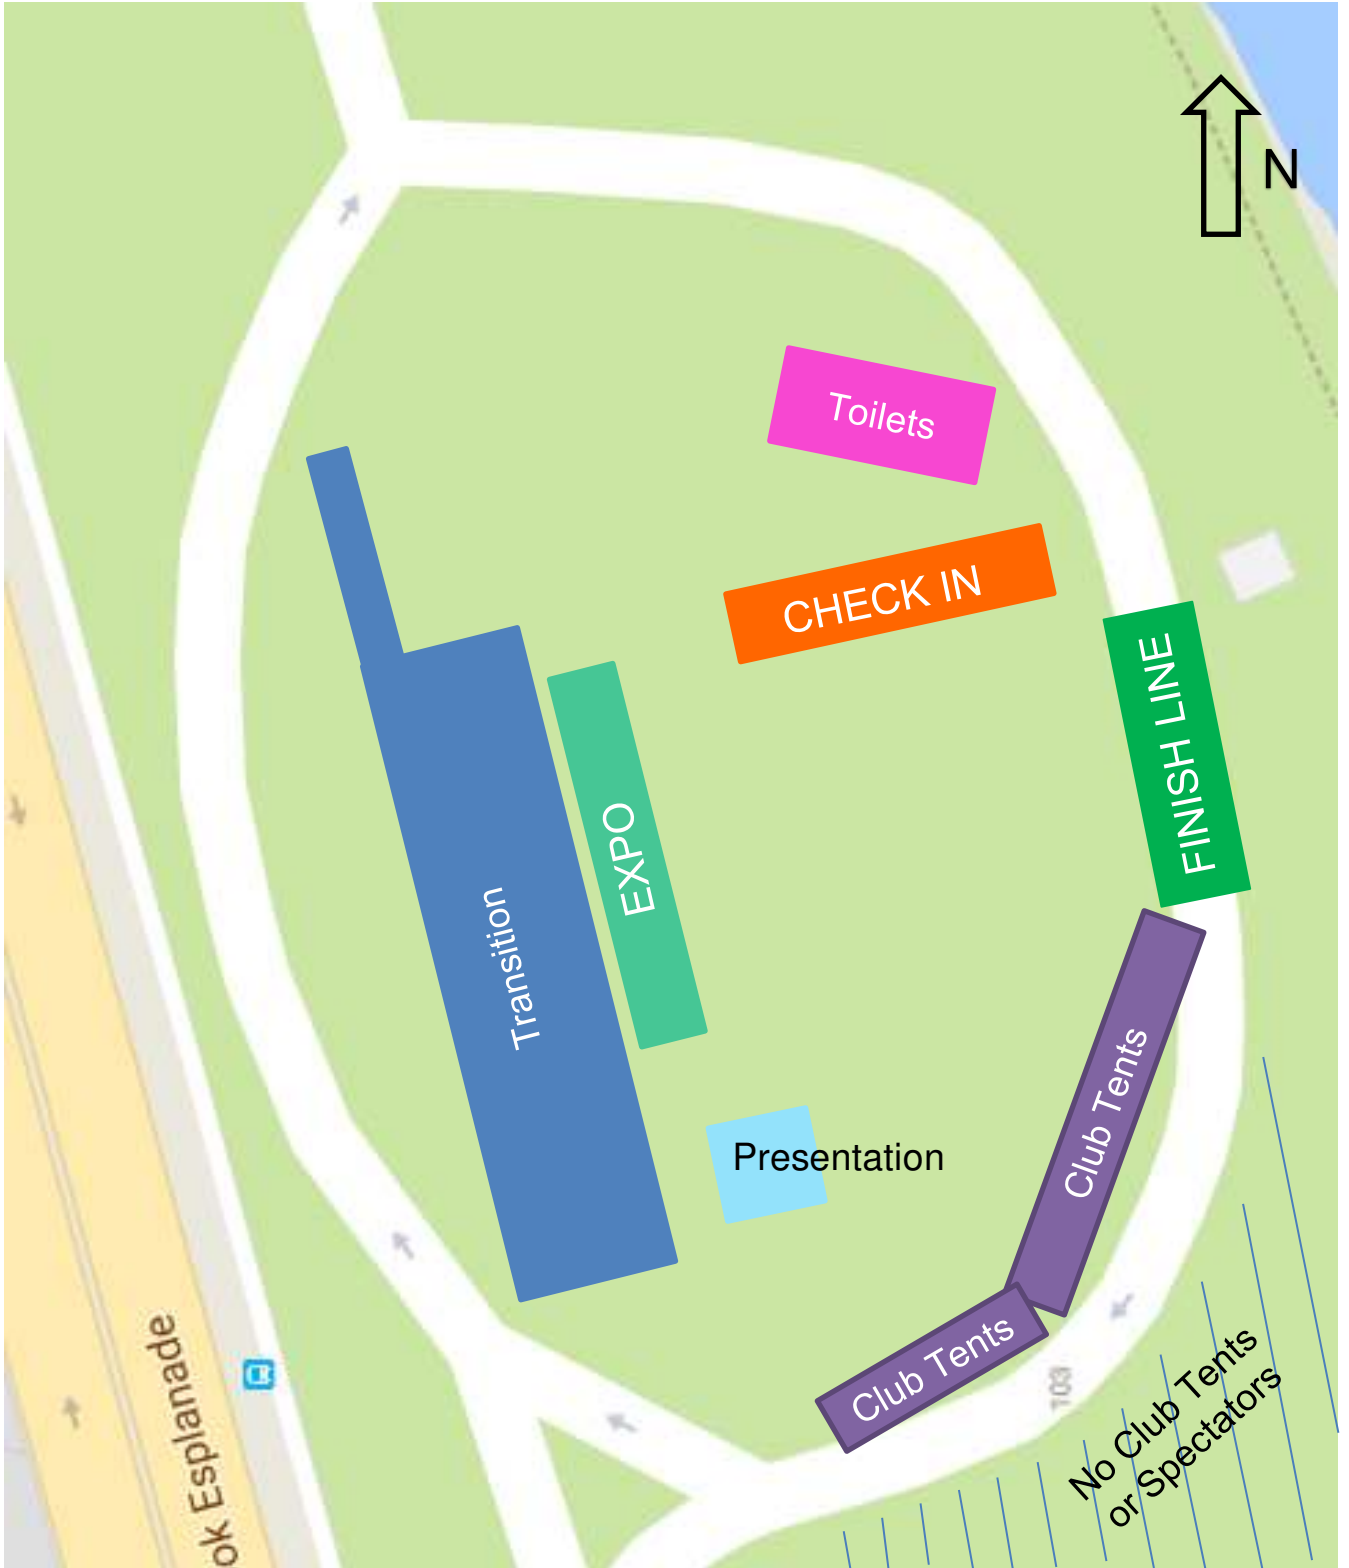 N
Toilets
CHECK IN
FINISH LINE
EXPO
Transition
Club Tents
Presentation
Club Tents
No Club Tents
or Spectators
ok Esplanade
T03